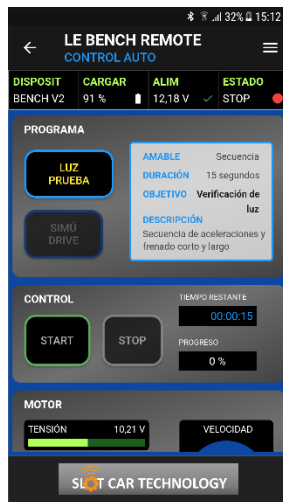 32% 15:12
LE BENCH REMOTE
CONTROL AUTO
DISPOSIT CARGAR ALIM ESTADO
BENCH V2 91 % 12,18 V STOP
PROGRAMA
LUZ
PRUEBA
SIMÚ
DRIVE
AMABLE Secuencia
DURACIÓN 15 segundos
OBJETIVO Verificación de
luz
DESCRIPCIÓN
Secuencia de aceleraciones y
frenado corto y largo
CONTROL
START
STOP
TIEMPO RESTANTE
00:00:15
PROGRESO
0 %
MOTOR
TENSIÓN 10,21 V
VELOCIDAD
SLOT CAR TECHNOLOGY